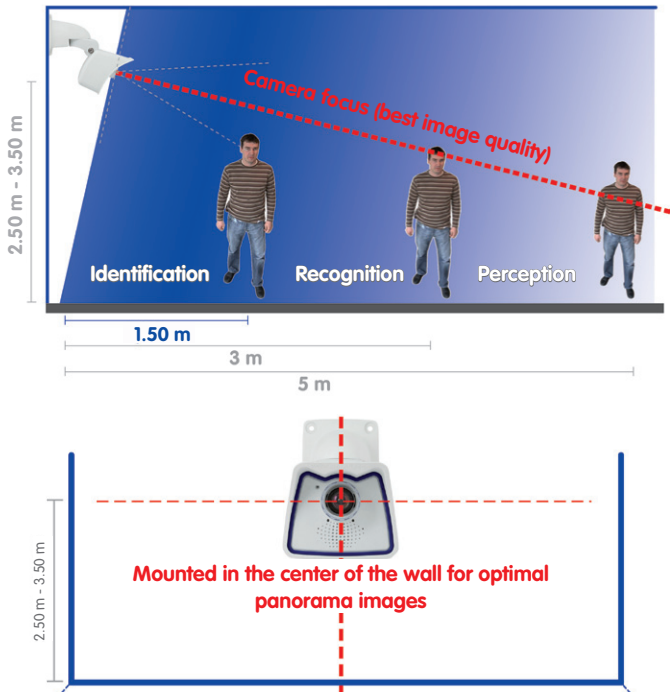 Camera focus (best image quality)
2.50 m - 3.50 m
Identification
Recognition
Perception
1.50 m
3 m
5 m
2.50 m - 3.50 m
Mounted in the center of the wall for optimal
panorama images